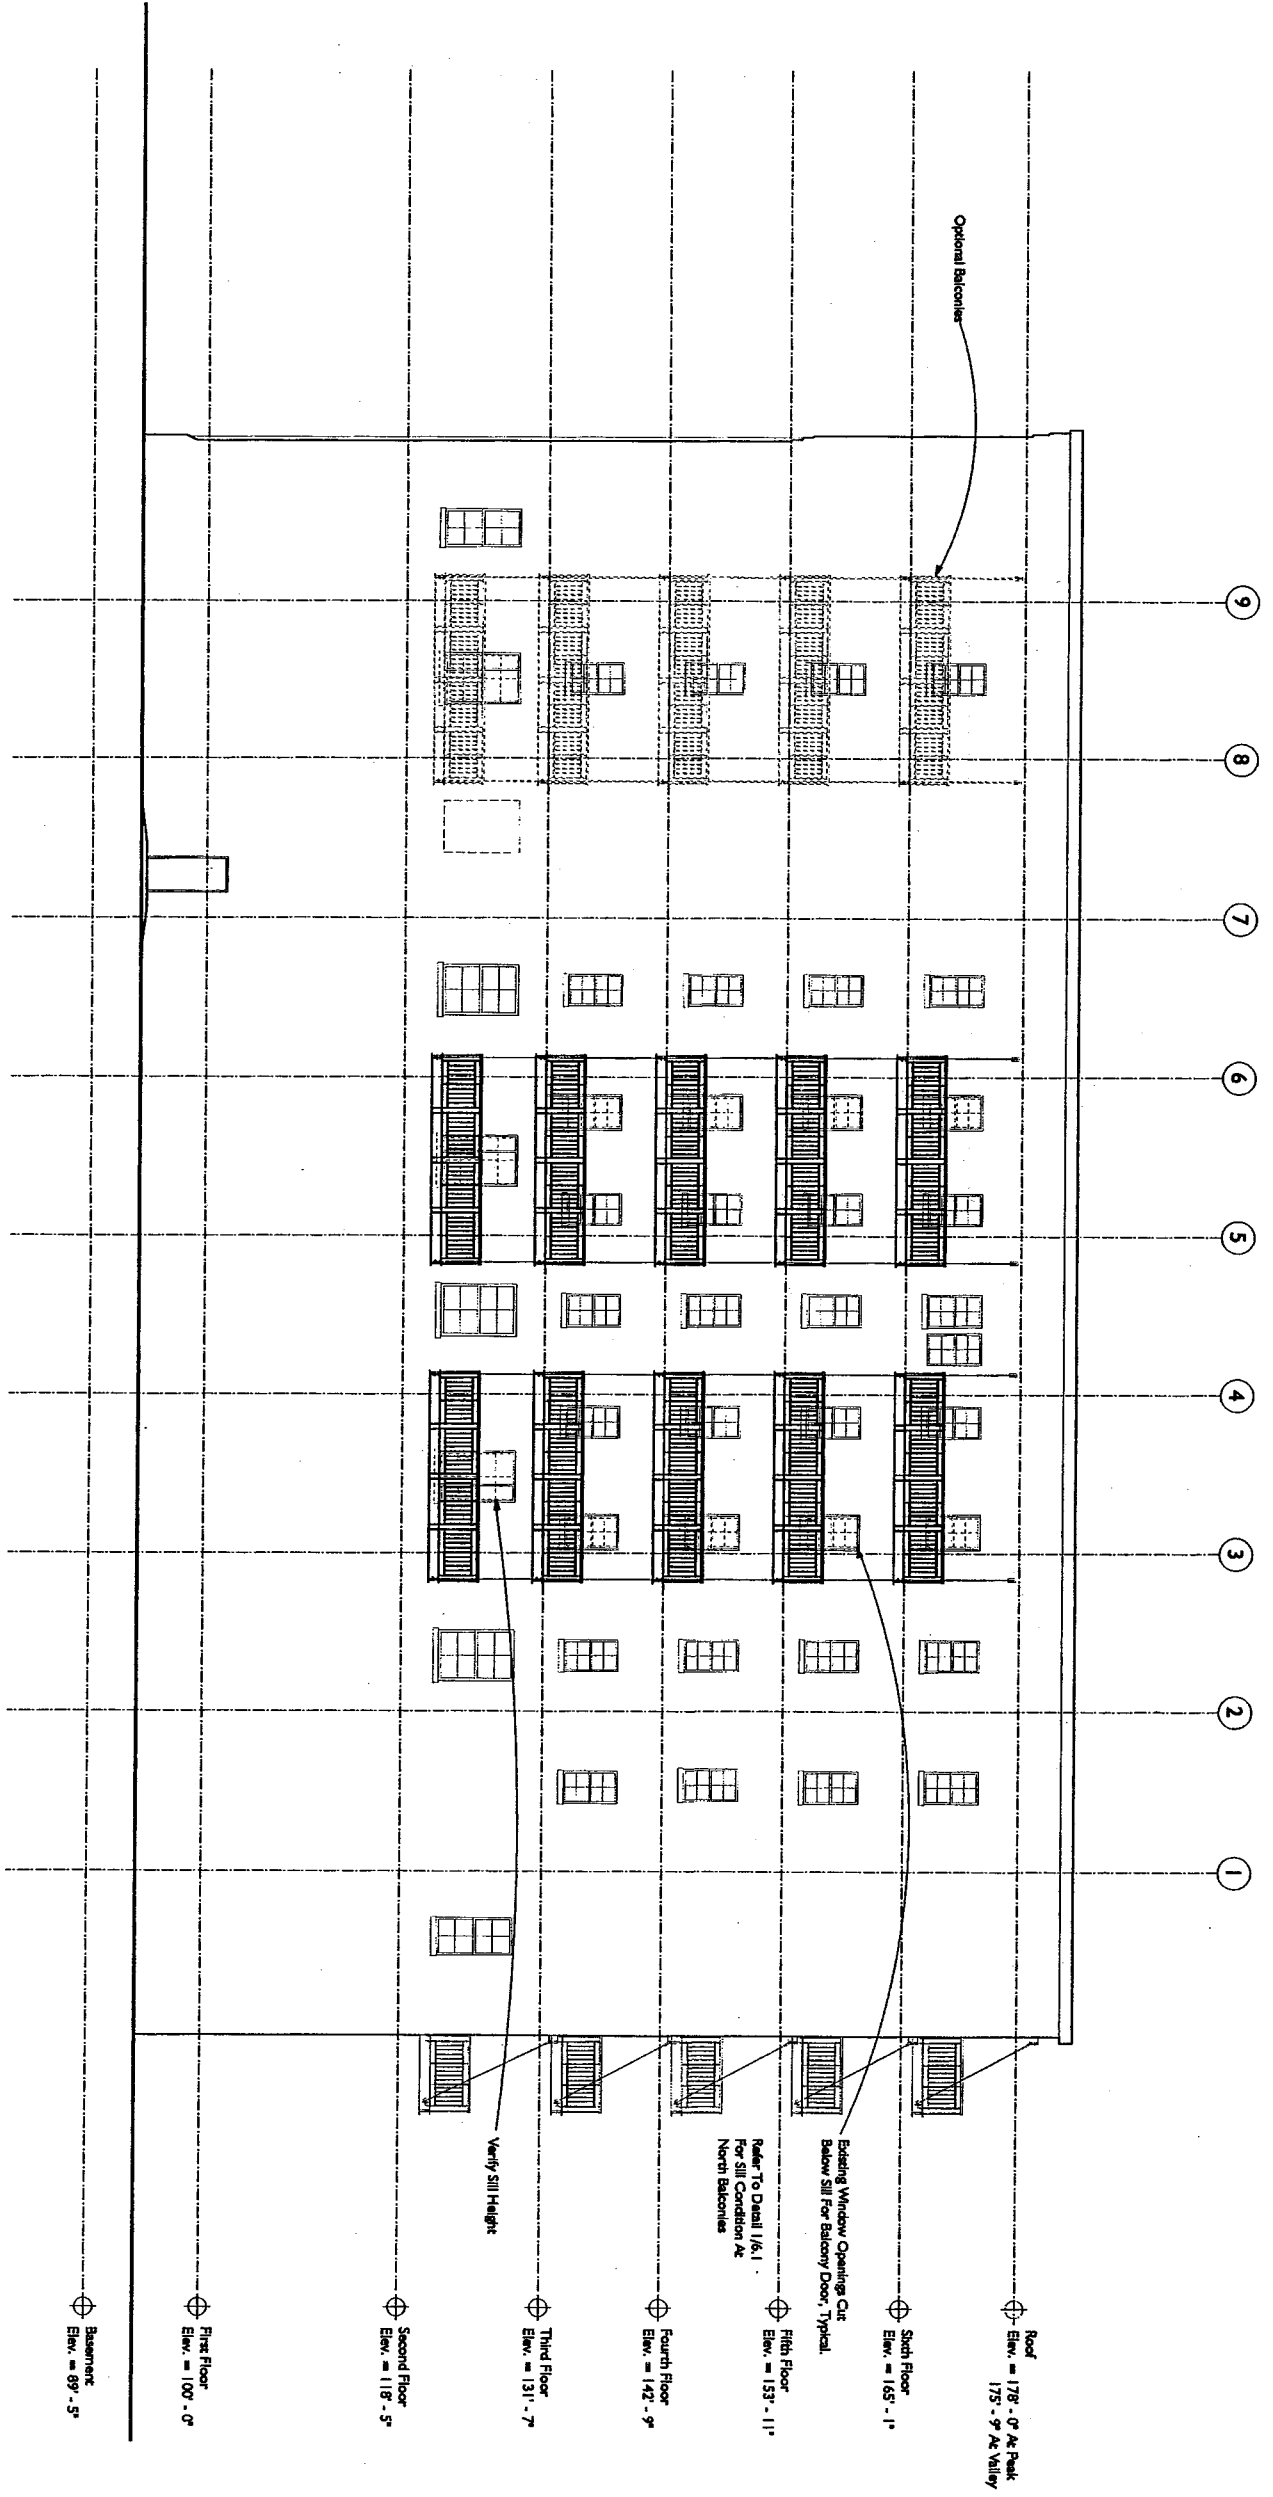 Optional Balconies
9
8
7
6
5
4
3
2
1
Existing Window Openings Cut
Below Sill For Balcony Door, Typical.
Refer To Detail 1/6.1
For Sill Condition At
North Balconies
Verify Sill Height
Roof
Elev. = 178' - 0" At Peak
175' - 9" At Valley
Sixth Floor
Elev. = 165' - 1"
Fifth Floor
Elev. = 153' - 11"
Fourth Floor
Elev. = 142' - 9"
Third Floor
Elev. = 131' - 7"
Second Floor
Elev. = 118' - 5"
First Floor
Elev. = 100' - 0"
Basement
Elev. = 89' - 5"